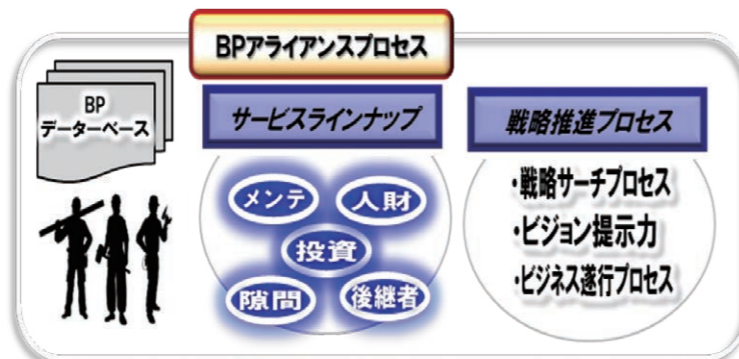 BPアライアンスプロセス
BP
データーベース
サービスラインナップ
メンテ
人財
投資
隙間
後継者
戦略推進プロセス
・戦略サーチプロセス
・ビジョン提示力
・ビジネス遂行プロセス